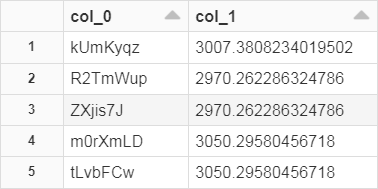 col_0 col_1
1 kUmKyqz 3007.3808234019502
2 R2TmWup 2970.262286324786
3 ZXjis7J 2970.262286324786
4 m0rXmLD 3050.29580456718
5 tLvbFCw 3050.29580456718